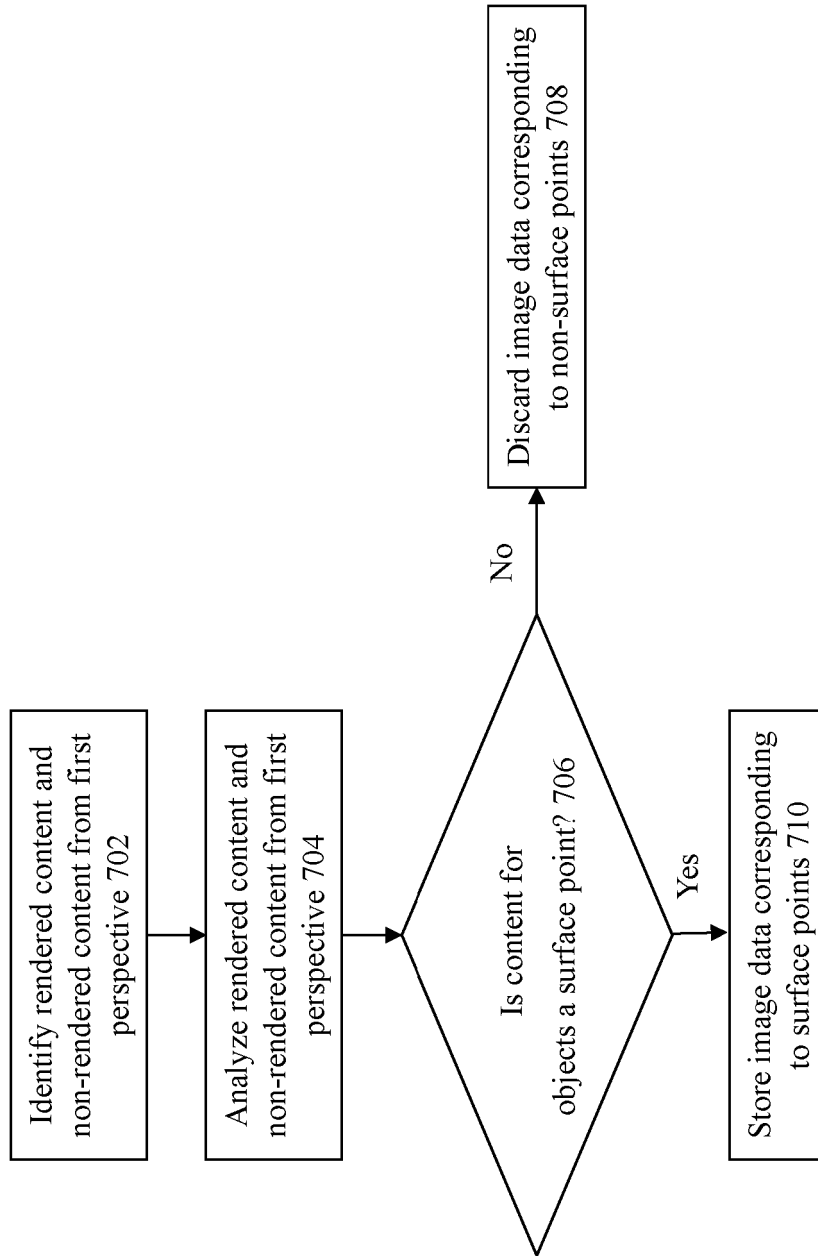 Identify rendered content and
non-rendered content from first
perspective 702
Analyze rendered content and
non-rendered content from first
perspective 704
Is content for
objects a surface point? 706
No
Discard image data corresponding
to non-surface points 708
Yes
Store image data corresponding
to surface points 710